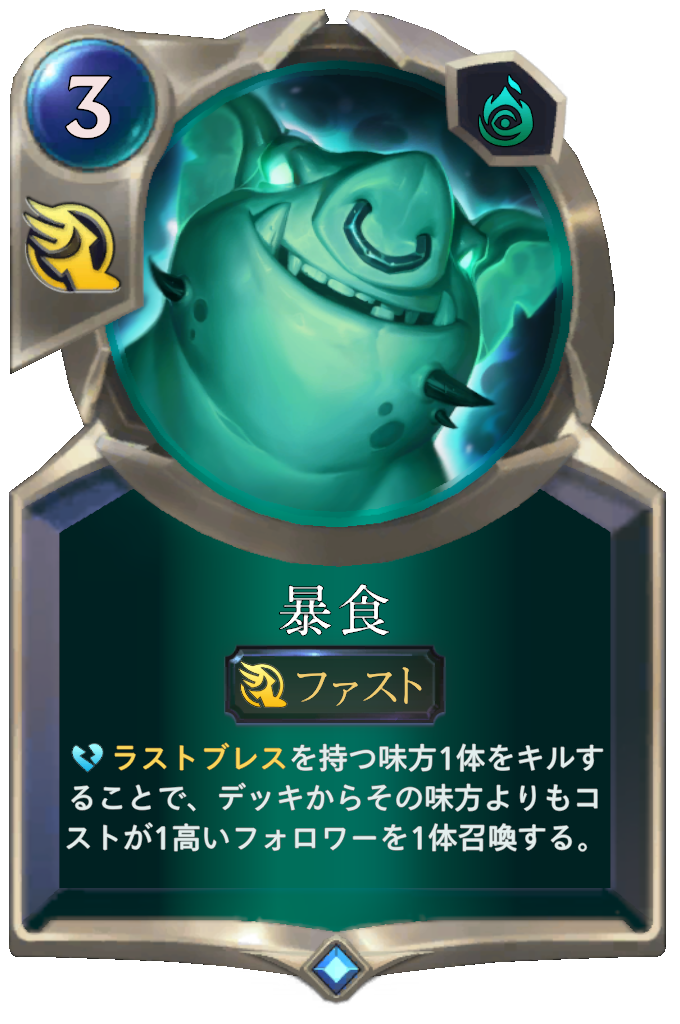 3
暴食
ファスト
ラストブレスを持つ味方1体をキルす
ることで、デッキからその味方よりもコ
ストが1高いフォロワーを1体召喚する。